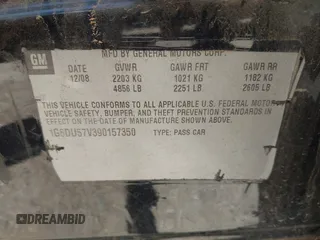 MFD BY GENERAL MOTORS CORP
GM
DATE GVWR GAWR FRT GAWR RR
12/08 2203 KG 1021 KG 1182 KG
4856 LB 2251 LB 2605 LB
THIS VEHICLE CONFORMS TO ALL APPLICABLE U.S. FEDERAL MOTOR
VEHICLE SAFETY, BUMPER, AND THEFT PREVENTION STANDARDS
IN EFFECT ON THE DATE OF MANUFACTURE SHOWN ABOVE.
1G6DU57V390157350 TYPE: PASS CAR
DREAMBID